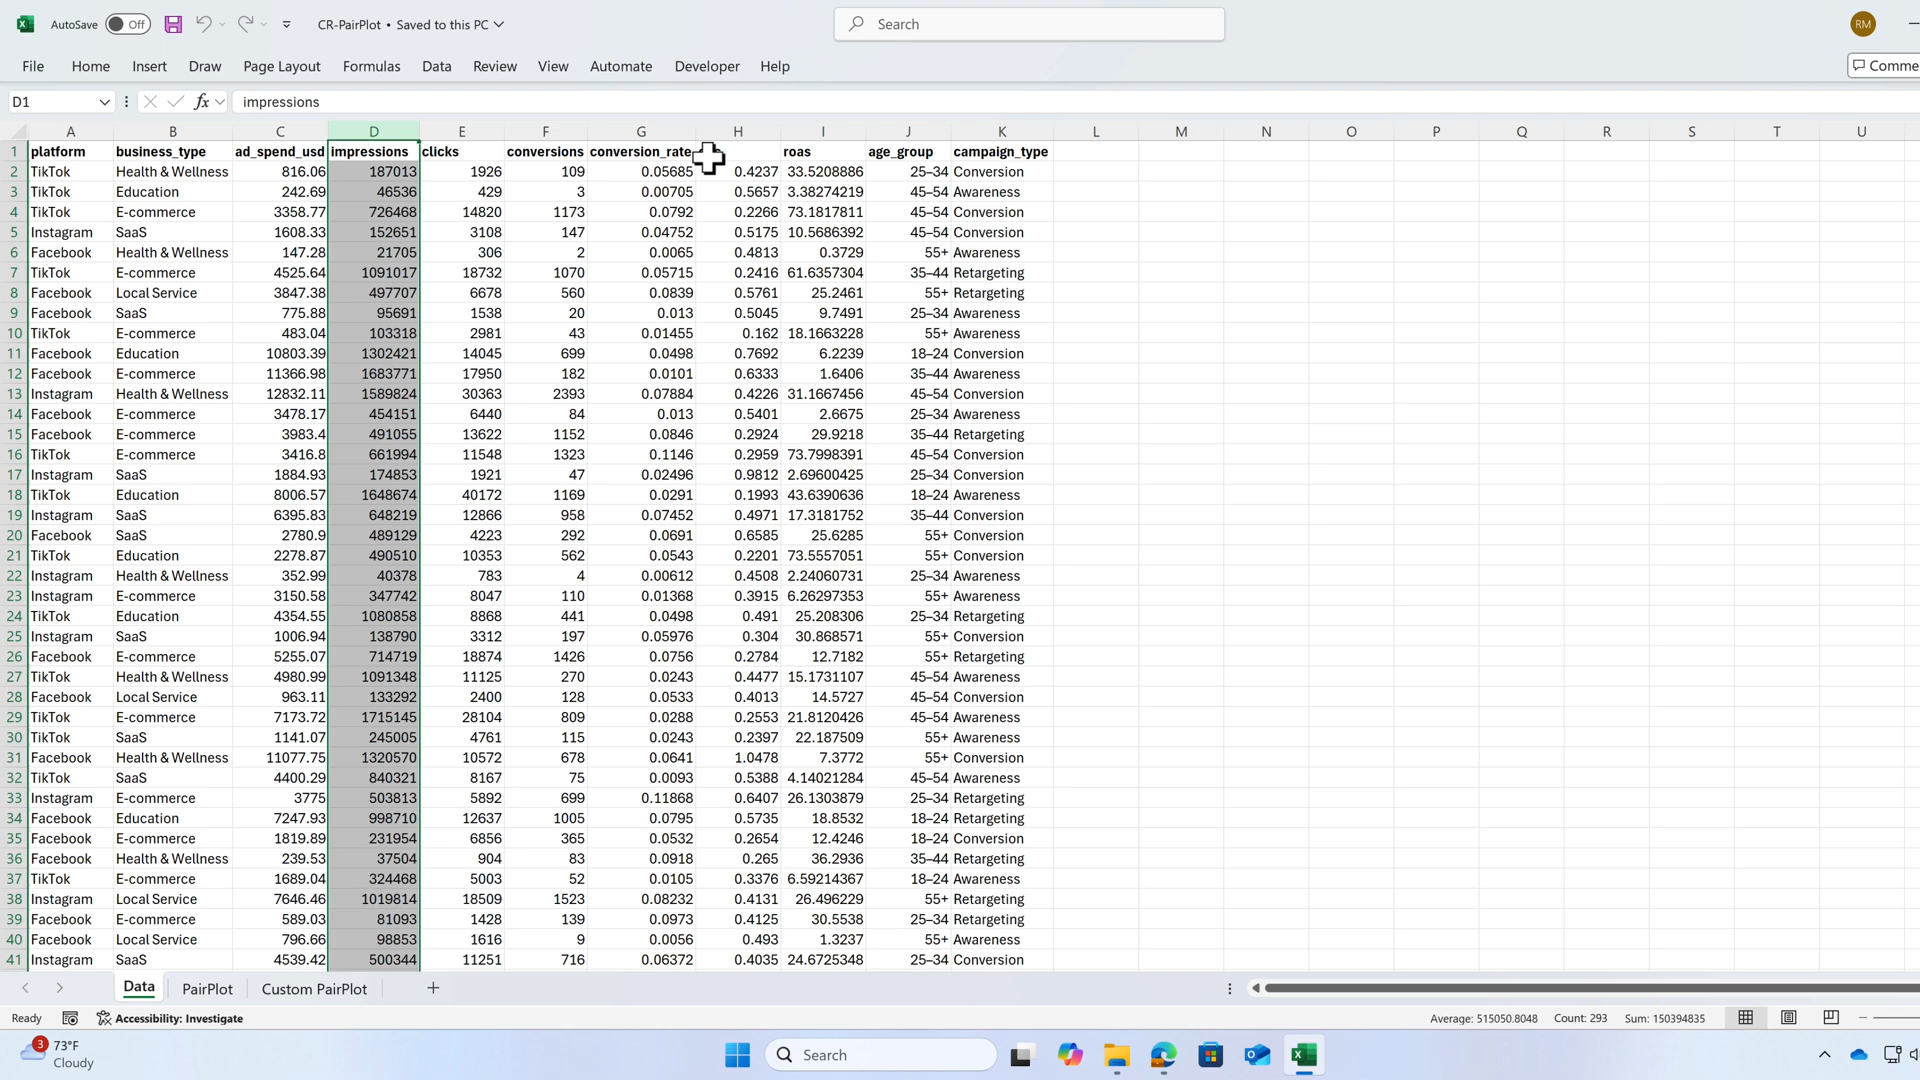 AutoSave Off CR-PairPlot • Saved to this PC Search RM
File Home Insert Draw Page Layout Formulas Data Review View Automate Developer Help Comme
D1 fx impressions
A B C D E F G H I J K L M N O P Q R S T U
1 platform business_type ad_spend_usd impressions clicks conversions conversion_rate roas age_group campaign_type
2 TikTok Health & Wellness 816.06 187013 1926 109 0.05685 0.4237 33.5208886 25–34 Conversion
3 TikTok Education 242.69 46536 429 3 0.00705 0.5657 3.38274219 45–54 Awareness
4 TikTok E-commerce 3358.77 726468 14820 1173 0.0792 0.2266 73.1817811 45–54 Conversion
5 Instagram SaaS 1608.33 152651 3108 147 0.04752 0.5175 10.5686392 45–54 Conversion
6 Facebook Health & Wellness 147.28 21705 306 2 0.0065 0.4813 0.3729 55+ Awareness
7 TikTok E-commerce 4525.64 1091017 18732 1070 0.05715 0.2416 61.6357304 35–44 Retargeting
8 Facebook Local Service 3847.38 497707 6678 560 0.0839 0.5761 25.2461 55+ Retargeting
9 Facebook SaaS 775.88 95691 1538 20 0.013 0.5045 9.7491 25–34 Awareness
10 TikTok E-commerce 483.04 103318 2981 43 0.01455 0.162 18.1663228 55+ Awareness
11 Facebook Education 10803.39 1302421 14045 699 0.0498 0.7692 6.2239 18–24 Conversion
12 Facebook E-commerce 11366.98 1683771 17950 182 0.0101 0.6333 1.6406 35–44 Awareness
13 Instagram Health & Wellness 12832.11 1589824 30363 2393 0.07884 0.4226 31.1667456 45–54 Conversion
14 Facebook E-commerce 3478.17 454151 6440 84 0.013 0.5401 2.6675 25–34 Awareness
15 Facebook E-commerce 3983.4 491055 13622 1152 0.0846 0.2924 29.9218 35–44 Retargeting
16 TikTok E-commerce 3416.8 661994 11548 1323 0.1146 0.2959 73.7998391 45–54 Conversion
17 Instagram SaaS 1884.93 174853 1921 47 0.02496 0.9812 2.69600425 25–34 Conversion
18 TikTok Education 8006.57 1648674 40172 1169 0.0291 0.1993 43.6390636 18–24 Awareness
19 Instagram SaaS 6395.83 648219 12866 958 0.07452 0.4971 17.3181752 35–44 Conversion
20 Facebook SaaS 2780.9 489129 4223 292 0.0691 0.6585 25.6285 55+ Conversion
21 TikTok Education 2278.87 490510 10353 562 0.0543 0.2201 73.5557051 55+ Conversion
22 Instagram Health & Wellness 352.99 40378 783 4 0.00612 0.4508 2.24060731 25–34 Awareness
23 Instagram E-commerce 3150.58 347742 8047 110 0.01368 0.3915 6.26297353 55+ Awareness
24 TikTok Education 4354.55 1080858 8868 441 0.0498 0.491 25.208306 25–34 Retargeting
25 Instagram SaaS 1006.94 138790 3312 197 0.05976 0.304 30.868571 55+ Conversion
26 Facebook E-commerce 5255.07 714719 18874 1426 0.0756 0.2784 12.7182 55+ Retargeting
27 TikTok Health & Wellness 4980.99 1091348 11125 270 0.0243 0.4477 15.1731107 45–54 Awareness
28 Facebook Local Service 963.11 133292 2400 128 0.0533 0.4013 14.5727 45–54 Conversion
29 TikTok E-commerce 7173.72 1715145 28104 809 0.0288 0.2553 21.8120426 45–54 Awareness
30 TikTok SaaS 1141.07 245005 4761 115 0.0243 0.2397 22.187509 55+ Awareness
31 Facebook Health & Wellness 11077.75 1320570 10572 678 0.0641 1.0478 7.3772 55+ Conversion
32 TikTok SaaS 4400.29 840321 8167 75 0.0093 0.5388 4.14021284 45–54 Awareness
33 Instagram E-commerce 3775 503813 5892 699 0.11868 0.6407 26.1303879 25–34 Retargeting
34 Facebook Education 7247.93 998710 12637 1005 0.0795 0.5735 18.8532 18–24 Retargeting
35 Facebook E-commerce 1819.89 231954 6856 365 0.0532 0.2654 12.4246 18–24 Conversion
36 Facebook Health & Wellness 239.53 37504 904 83 0.0918 0.265 36.2936 35–44 Retargeting
37 TikTok E-commerce 1689.04 324468 5003 52 0.0105 0.3376 6.59214367 18–24 Awareness
38 Instagram Local Service 7646.46 1019814 18509 1523 0.08232 0.4131 26.496229 55+ Retargeting
39 Facebook E-commerce 589.03 81093 1428 139 0.0973 0.4125 30.5538 25–34 Retargeting
40 Facebook Local Service 796.66 98853 1616 9 0.0056 0.493 1.3237 55+ Awareness
41 Instagram SaaS 4539.42 500344 11251 716 0.06372 0.4035 24.6725348 25–34 Conversion
Data PairPlot Custom PairPlot
Ready Accessibility: Investigate Average: 515050.8048 Count: 293 Sum: 150394835
3 73°F
Cloudy
Search